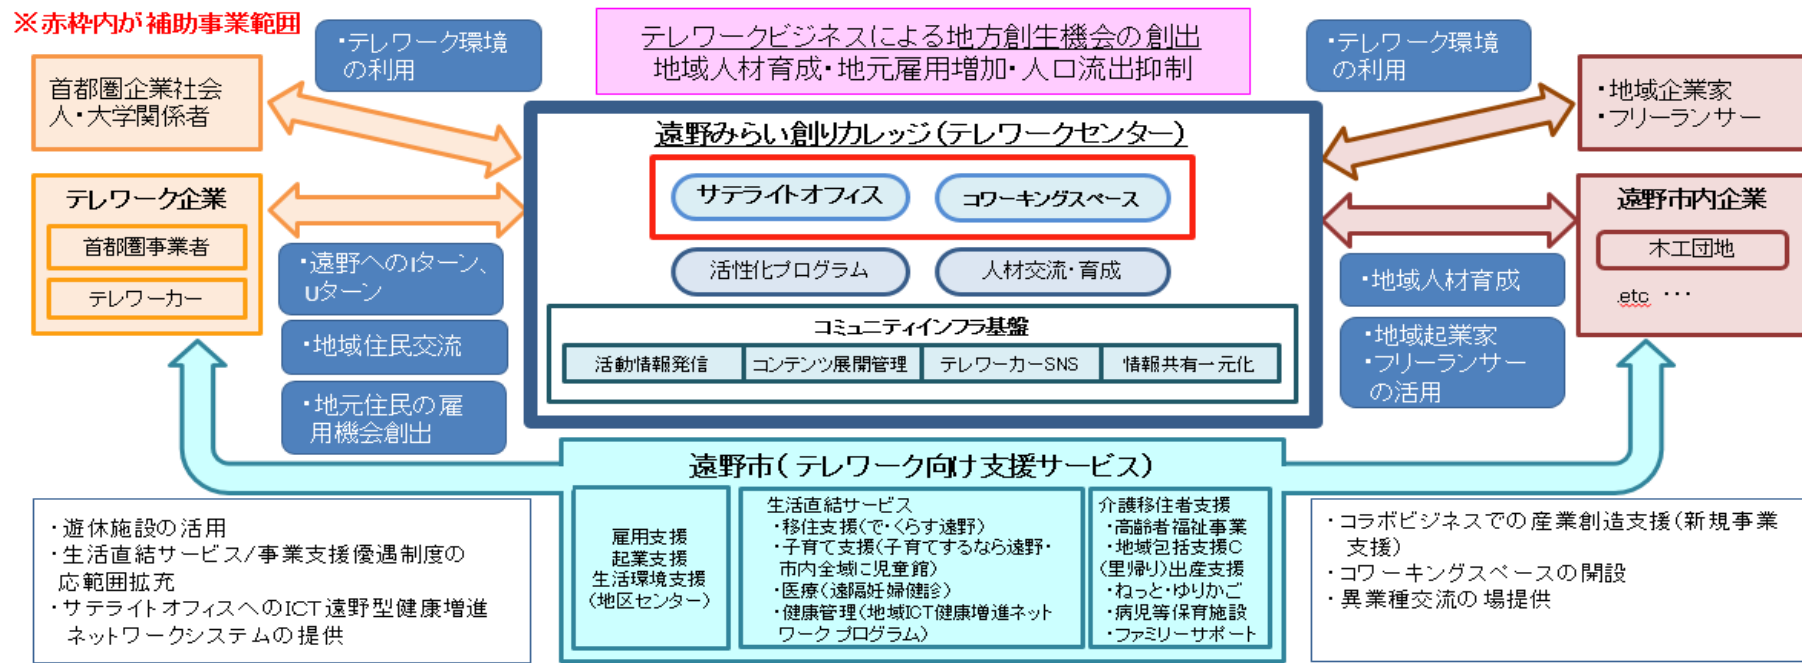 ※赤枠内が補助事業範囲
・テレワーク環境
の利用
テレワークビジネスによる地方創生機会の創出
地域人材育成・地元雇用増加・人口流出抑制
・テレワーク環境
の利用
首都圏企業社会
人・大学関係者
・地域企業家
・フリーランサー
遠野みらい創りカレッジ(テレワークセンター)
サテライトオフィス
コワーキングスペース
活性化プログラム
人材交流・育成
コミュニティインフラ基盤
活動情報発信
コンテンツ展開管理
テレワーカーSNS
情報共有一元化
テレワーク企業
首都圏事業者
テレワーカー
・遠野へのIターン、
Uターン
・地域住民交流
・地元住民の雇
用機会創出
遠野市内企業
木工団地
.etc ・・・
・地域人材育成
・地域起業家
・フリーランサー
の活用
遠野市(テレワーク向け支援サービス)
雇用支援
起業支援
生活環境支援
(地区センター)
生活直結サービス
・移住支援(で・くらす遠野)
・子育て支援(子育てするなら遠野・
市内全域に児童館)
・医療(遠隔妊婦健診)
・健康管理(地域ICT健康増進ネット
ワークプログラム)
介護移住者支援
・高齢者福祉事業
・地域包括支援C
(里帰り)出産支援
・ねっと・ゆりかご
・病児等保育施設
・ファミリーサポート
・遊休施設の活用
・生活直結サービス/事業支援優遇制度の
応範囲拡充
・サテライトオフィスへのICT遠野型健康増進
ネットワークシステムの提供
・コラボビジネスでの産業創造支援(新規事業
支援)
・コワーキングスペースの開設
・異業種交流の場提供